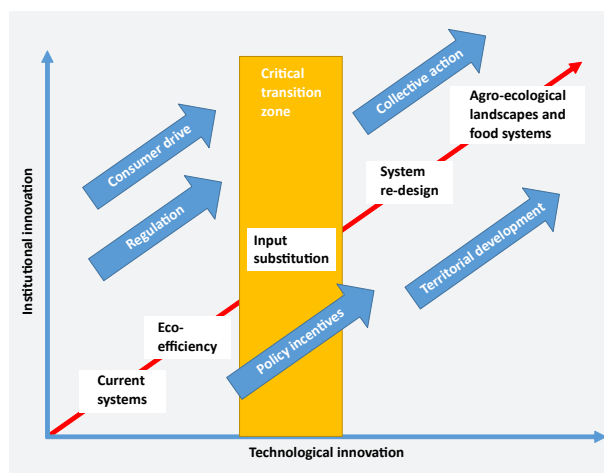 Critical
transition
zone
Collective action
Agro-ecological
landscapes and
food systems
Consumer drive
System
re-design
Regulation
Input
substitution
Territorial development
Institutional innovation
Eco-
efficiency
Policy incentives
Current
systems
Technological innovation